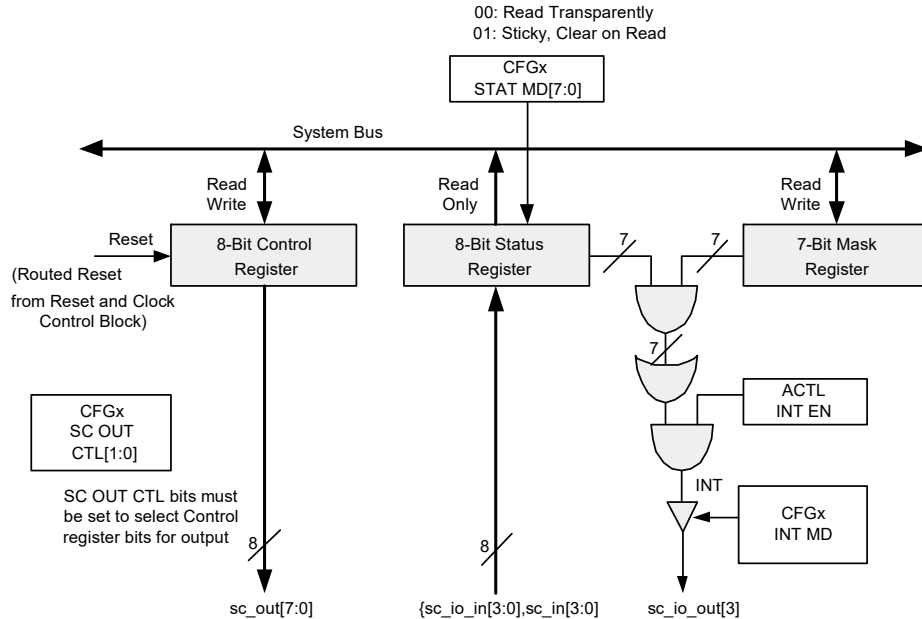 00: Read Transparently
01: Sticky, Clear on Read
CFGx
STAT MD[7:0]
System Bus
Read
Write
Read
Only
Read
Write
Reset
8-Bit Control
Register
8-Bit Status
Register
7
7
7-Bit Mask
Register
(Routed Reset
from Reset and Clock
Control Block)
7
ACTL
INT EN
CFGx
SC OUT
CTL[1:0]
INT
SC OUT CTL bits must
be set to select Control
register bits for output
CFGx
INT MD
8
8
sc_out[7:0]
{sc_io_in[3:0],sc_in[3:0]
sc_io_out[3]